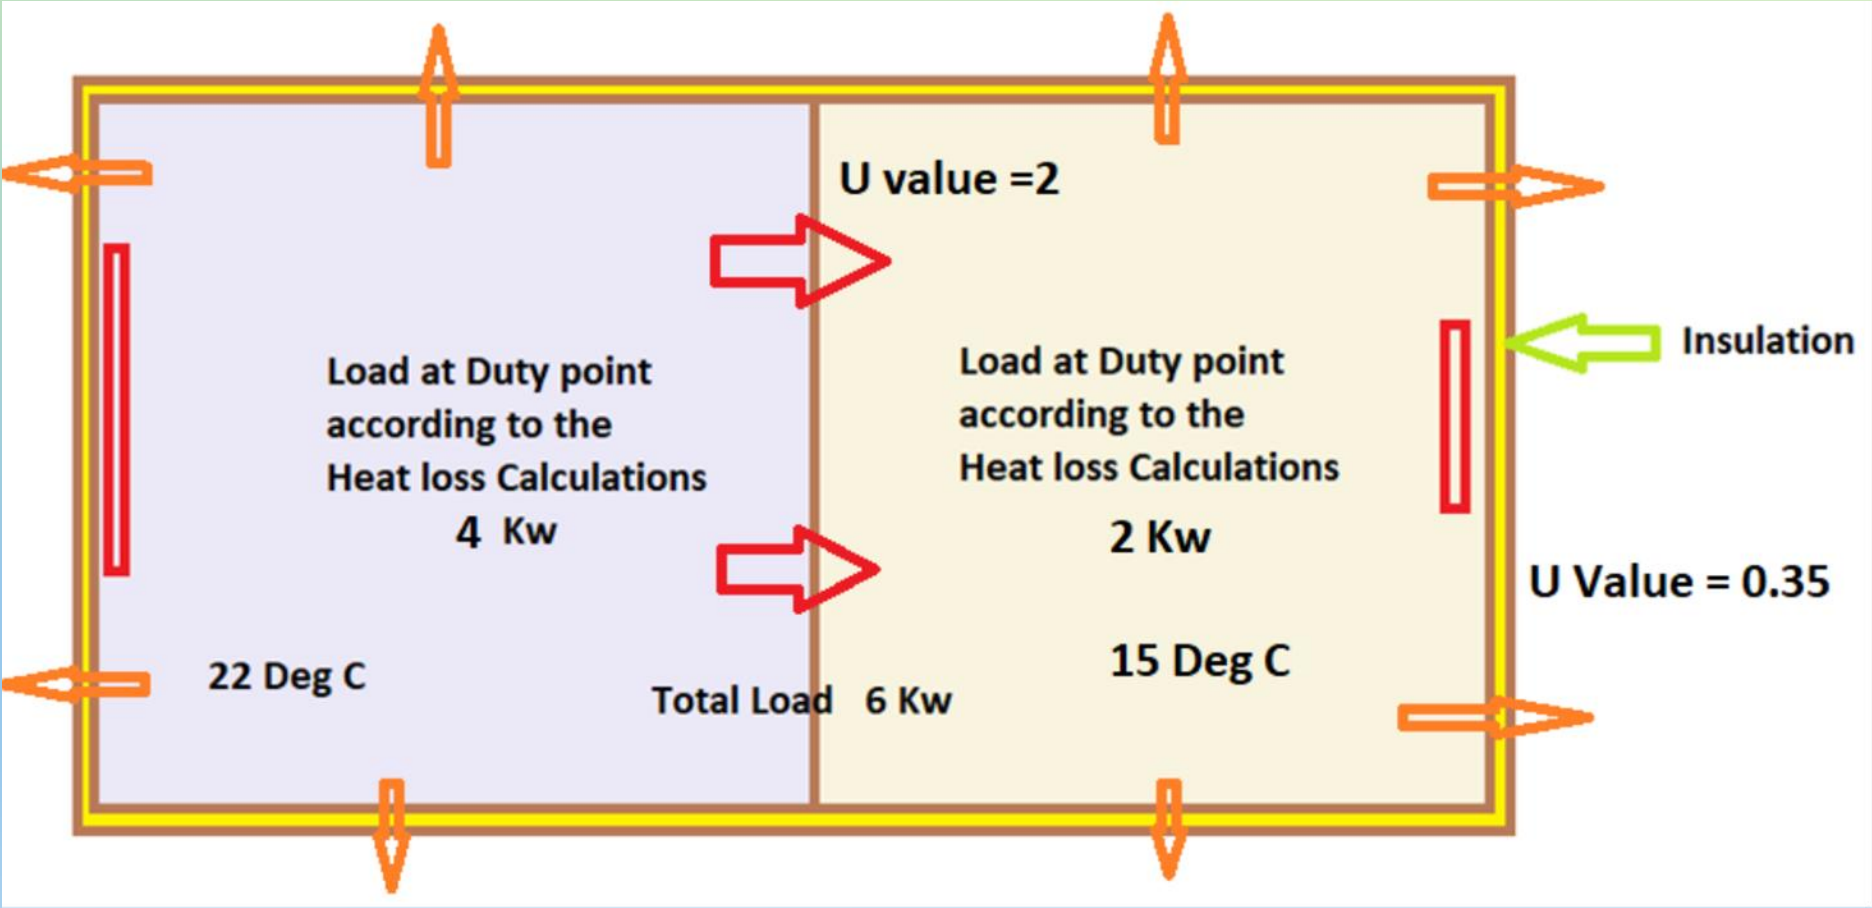 U value =2
Load at Duty point
according to the
Heat loss Calculations
4 Kw
Load at Duty point
according to the
Heat loss Calculations
2 Kw
Insulation
U Value = 0.35
22 Deg C
15 Deg C
Total Load 6 Kw